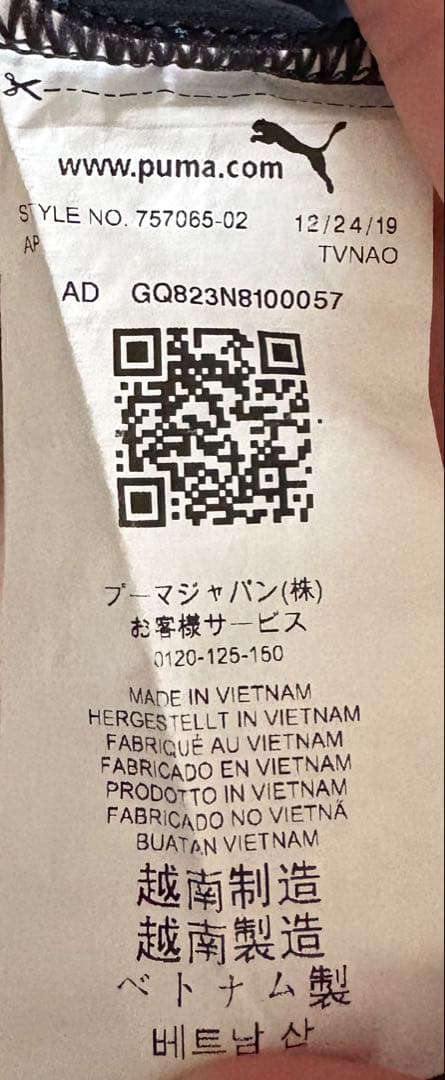 www.puma.com
STYLE NO. 757065-02 12/24/19
AP TVNAO
AD GQ823N8100057
プーマジャパン(株)
お客様サービス
0120-125-150
MADE IN VIETNAM
HERGESTELLT IN VIETNAM
FABRIQUÉ AU VIETNAM
FABRICADO EN VIETNAM
PRODOTTO IN VIETNAM
FABRICADO NO VIETNÃ
BUATAN VIETNAM
越南制造
越南製造
ベトナム製
베트남 산